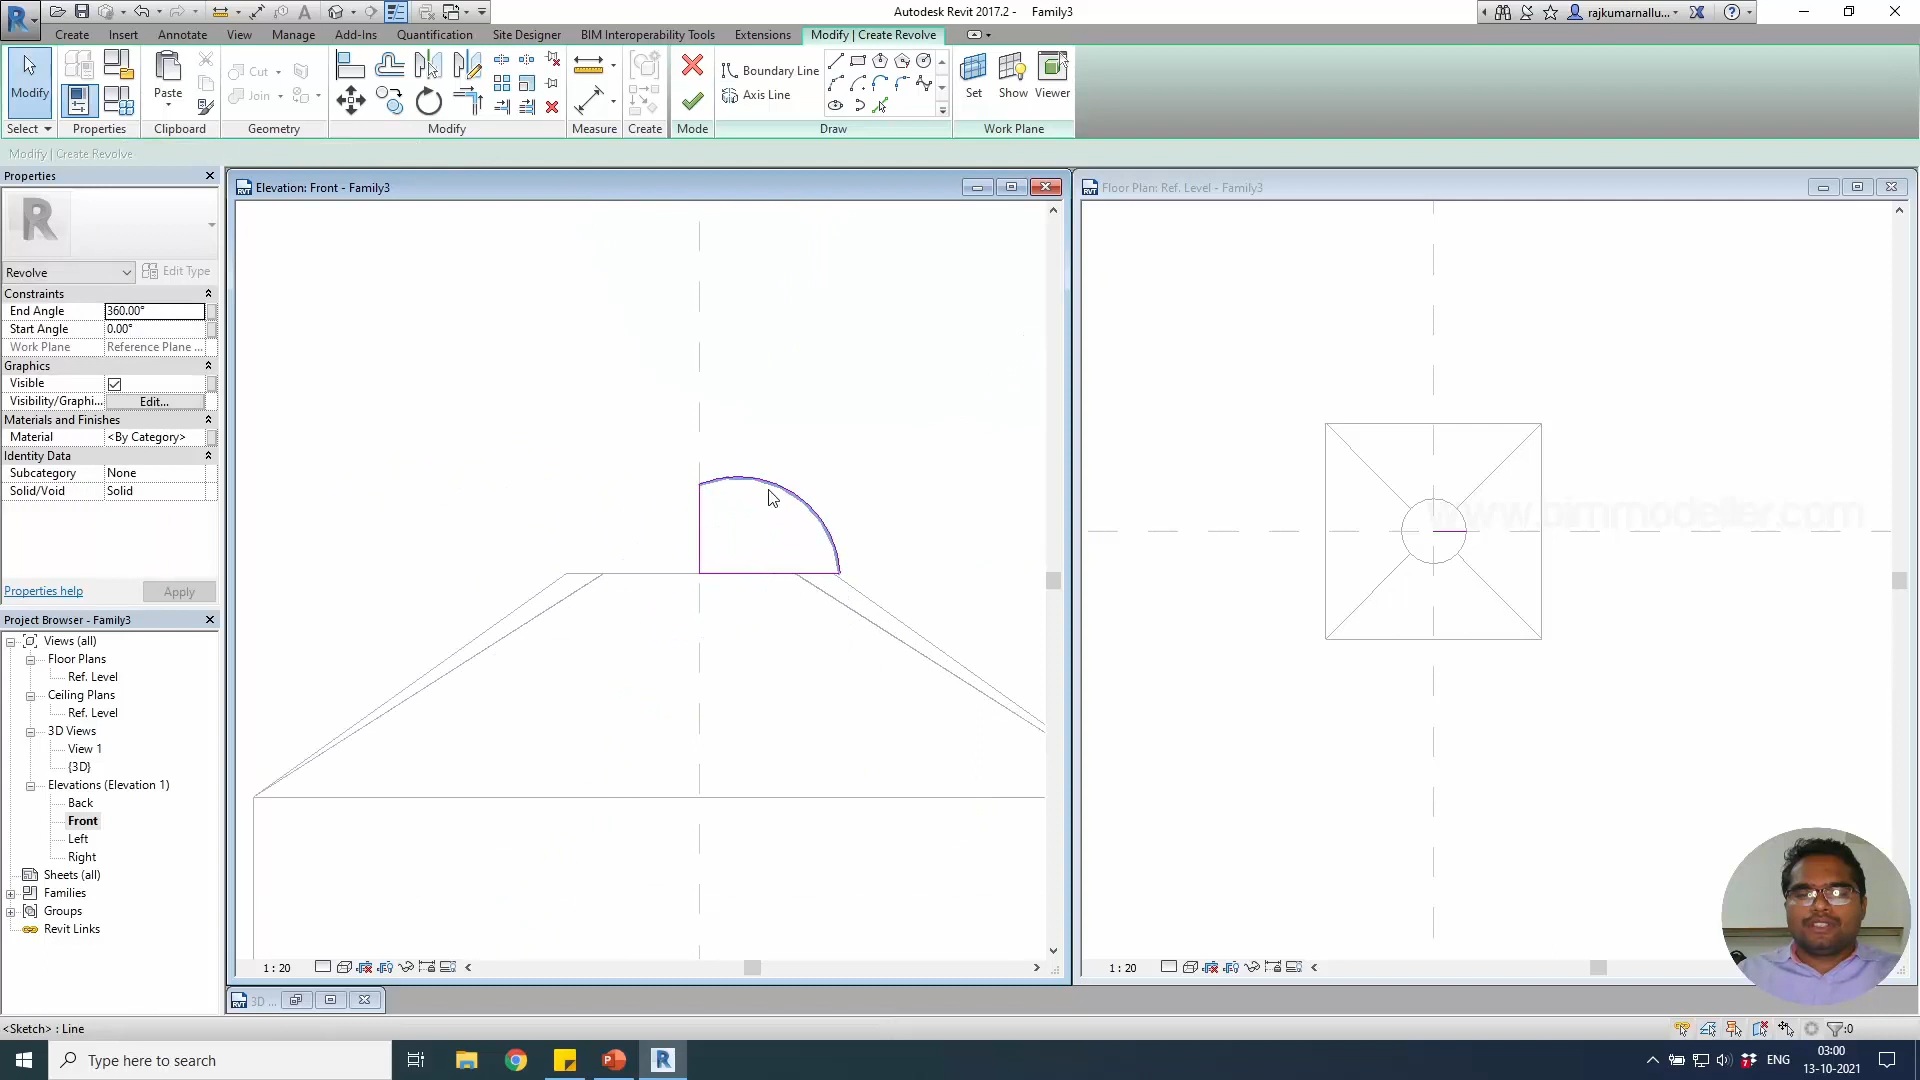 Autodesk Revit 2017.2 - Family3
rajkumarnallu...
Create Insert Annotate View Manage Add-Ins Quantification Site Designer BIM Interoperability Tools Extensions Modify | Create Revolve
Modify
Paste
Cut
Join
Boundary Line
Axis Line
Set Show Viewer
Select Properties Clipboard Geometry Modify Measure Create Mode Draw Work Plane
Modify | Create Revolve
Properties
R
Revolve
Edit Type
Constraints
End Angle 360.00°
Start Angle 0.00°
Work Plane Reference Plane ...
Graphics
Visible
Visibility/Graphi... Edit...
Materials and Finishes
Material <By Category>
Identity Data
Subcategory None
Solid/Void Solid
Properties help
Apply
Project Browser - Family3
Views (all)
Floor Plans
Ref. Level
Ceiling Plans
Ref. Level
3D Views
View 1
{3D}
Elevations (Elevation 1)
Back
Front
Left
Right
Sheets (all)
Families
Groups
Revit Links
Elevation: Front - Family3
1 : 20
3D ...
Floor Plan: Ref. Level - Family3
www.bimmodeller.com
1 : 20
<Sketch> : Line
:0
Type here to search
ENG
03:00
13-10-2021